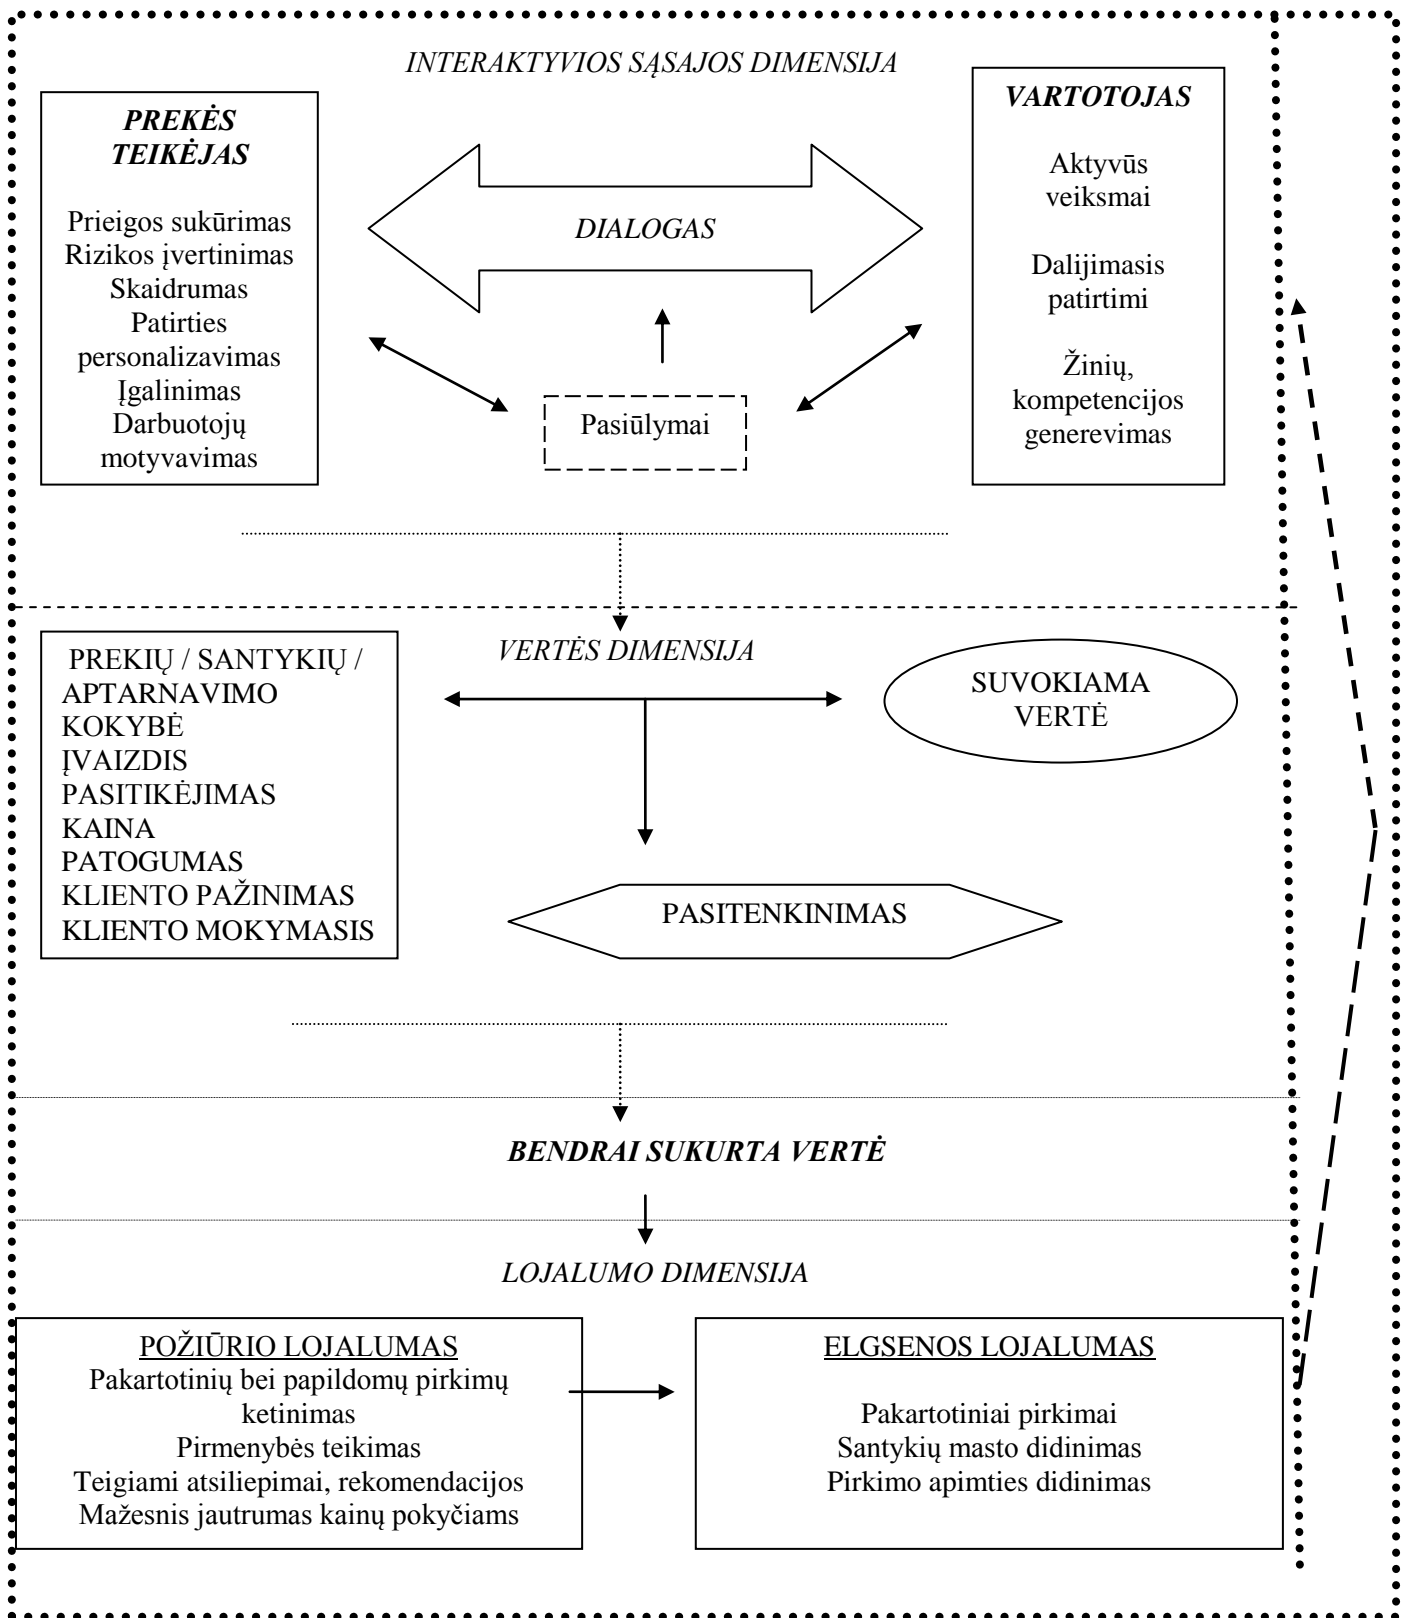 INTERAKTYVIOS SĄSAJOS DIMENSIJA
PREKĖS
TEIKĖJAS
Prieigos sukūrimas
Rizikos įvertinimas
Skaidrumas
Patirties
personalizavimas
Įgalinimas
Darbuotojų
motyvavimas
DIALOGAS
Pasiūlymai
VARTOTOJAS
Aktyvūs
veiksmai
Dalijimasis
patirtimi
Žinių,
kompetencijos
generevimas
VERTĖS DIMENSIJA
PREKIŲ / SANTYKIŲ /
APTARNAVIMO
KOKYBĖ
ĮVAIZDIS
PASITIKĖJIMAS
KAINA
PATOGUMAS
KLIENTO PAŽINIMAS
KLIENTO MOKYMASIS
SUVOKIAMA
VERTĖ
PASITENKINIMAS
BENDRAI SUKURTA VERTĖ
LOJALUMO DIMENSIJA
POŽIŪRIO LOJALUMAS
Pakartotinių bei papildomų pirkimų
ketinimas
Pirmenybės teikimas
Teigiami atsiliepimai, rekomendacijos
Mažesnis jautrumas kainų pokyčiams
ELGSENOS LOJALUMAS
Pakartotiniai pirkimai
Santykių masto didinimas
Pirkimo apimties didinimas